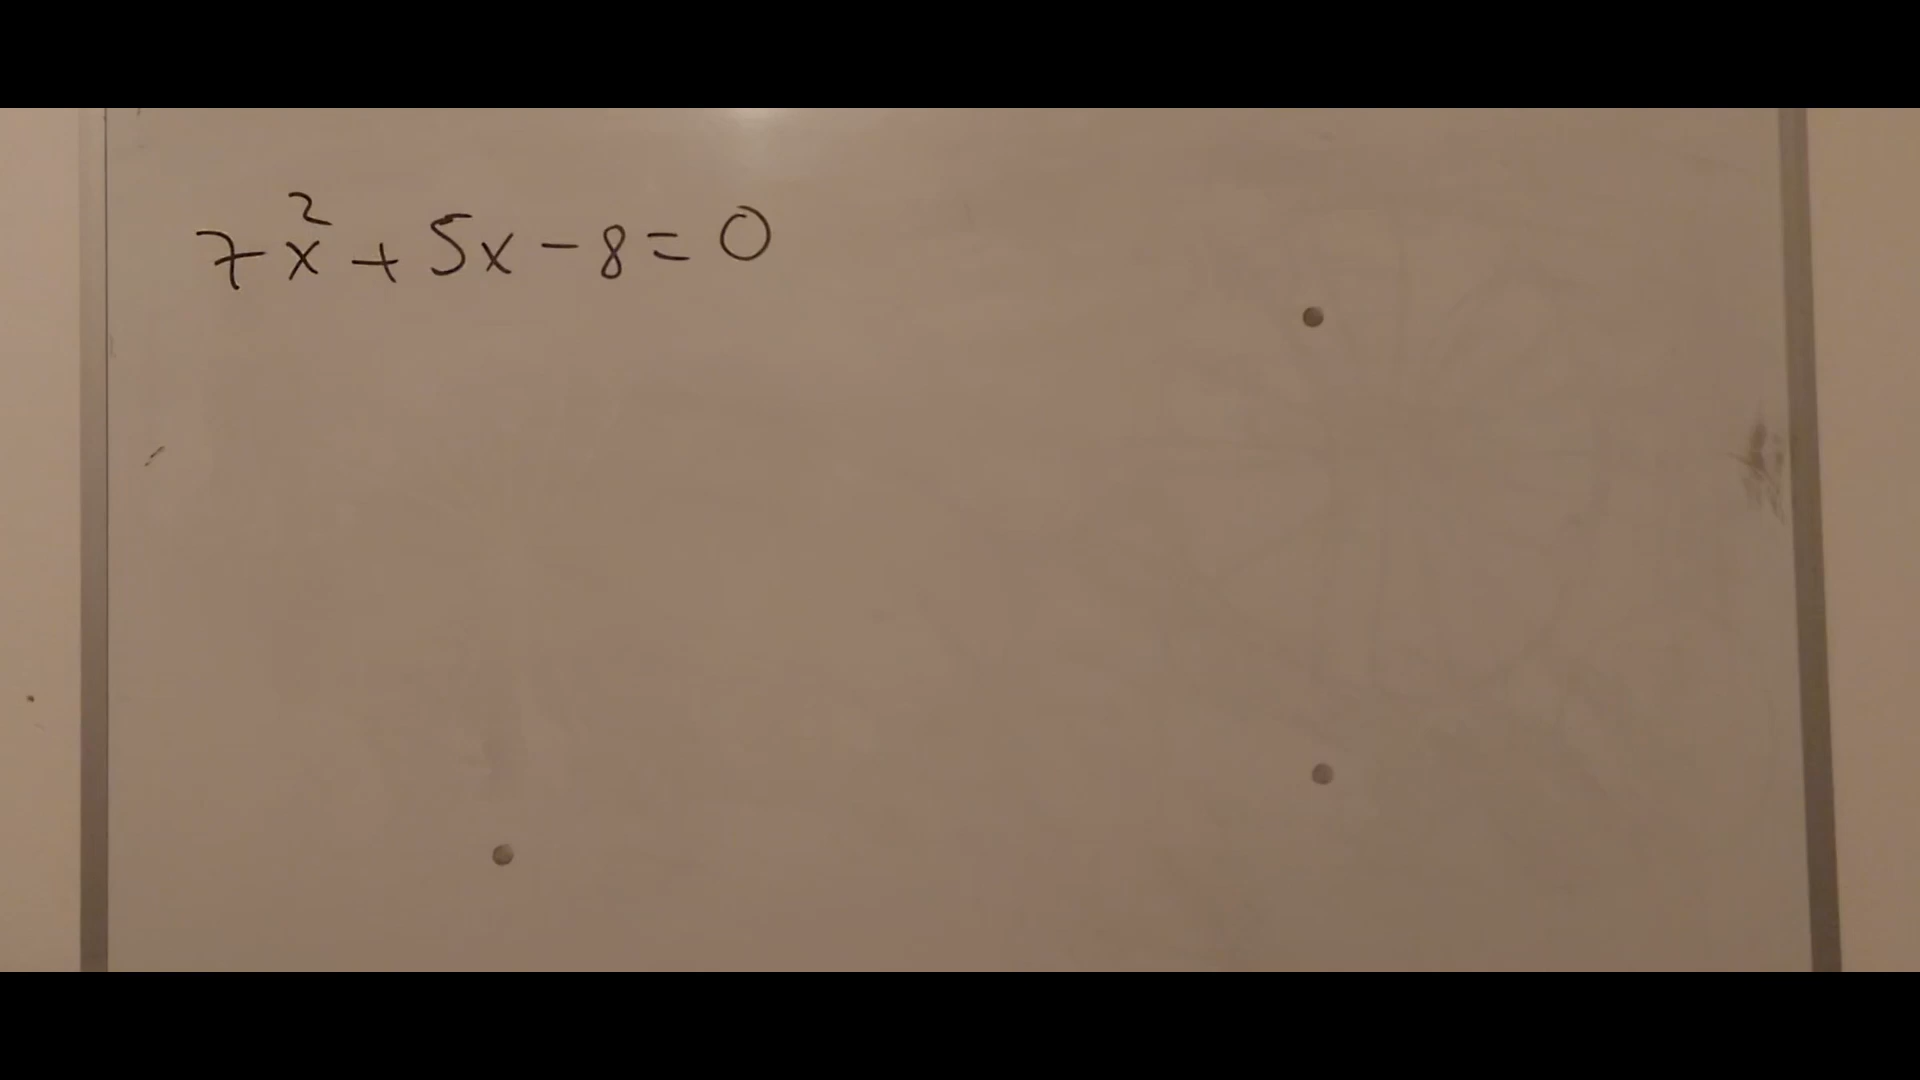 7x² + 5x - 8 = 0